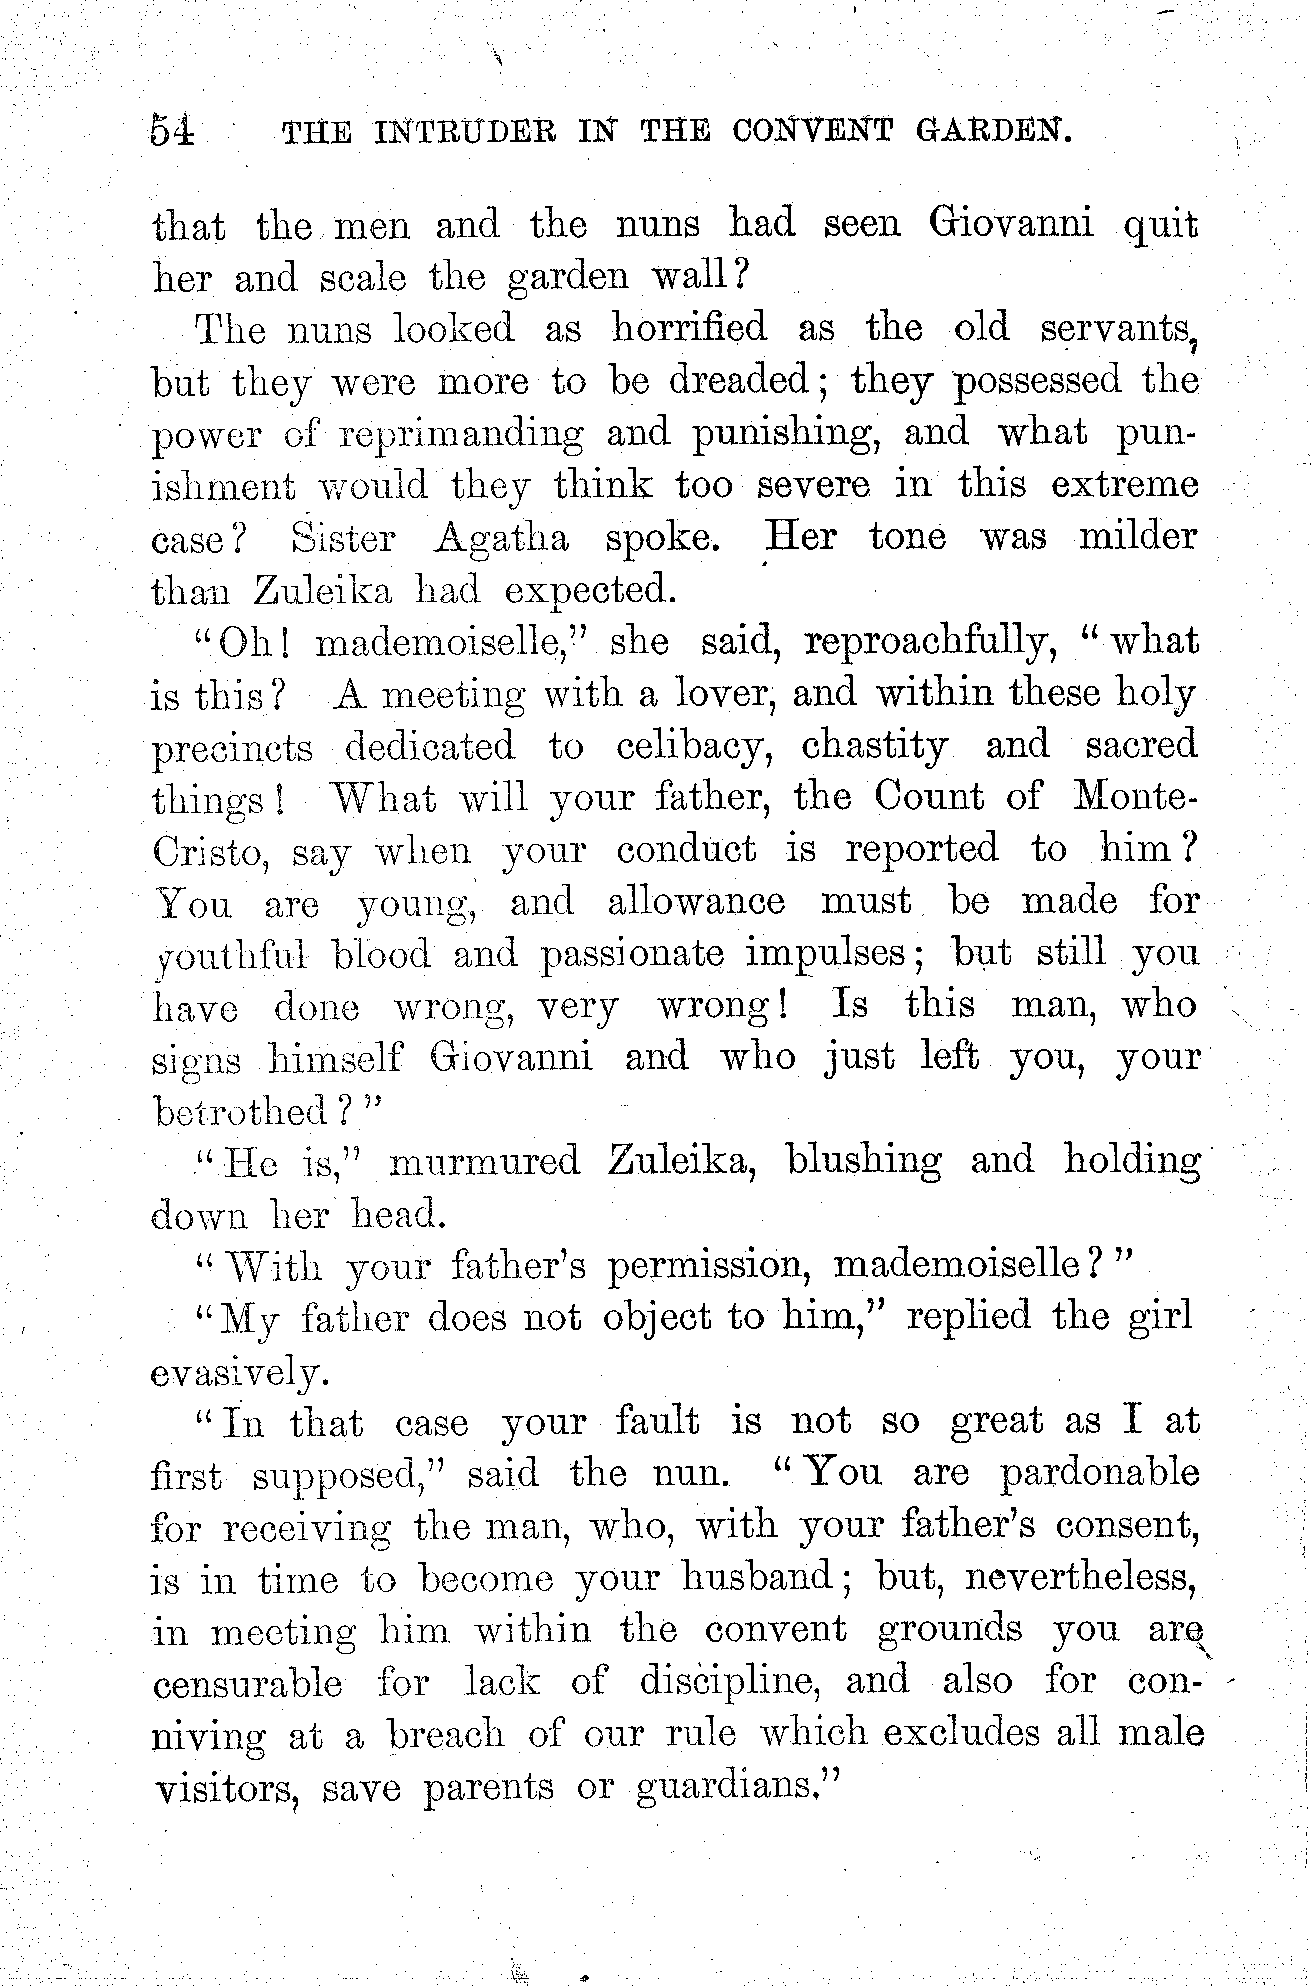 54 THE INTRUDER IN THE CONVENT GARDEN.
that the men and the nuns had seen Giovanni quit
her and scale the garden wall?
The nuns looked as horrified as the old servants,
but they were more to be dreaded; they possessed the
power of reprimanding and punishing, and what pun-
ishment would they think too severe in this extreme
case? Sister Agatha spoke. Her tone was milder
than Zuleika had expected.
"Oh! mademoiselle," she said, reproachfully, "what
is this? A meeting with a lover, and within these holy
precincts dedicated to celibacy, chastity and sacred
things! What will your father, the Count of Monte-
Cristo, say when your conduct is reported to him?
You are young, and allowance must be made for
youthful blood and passionate impulses; but still you
have done wrong, very wrong! Is this man, who
signs himself Giovanni and who just left you, your
betrothed?"
"He is," murmured Zuleika, blushing and holding
down her head.
"With your father's permission, mademoiselle?"
"My father does not object to him," replied the girl
evasively.
"In that case your fault is not so great as I at
first supposed," said the nun. "You are pardonable
for receiving the man, who, with your father's consent,
is in time to become your husband; but, nevertheless,
in meeting him within the convent grounds you are
censurable for lack of discipline, and also for con-
niving at a breach of our rule which excludes all male
visitors, save parents or guardians."